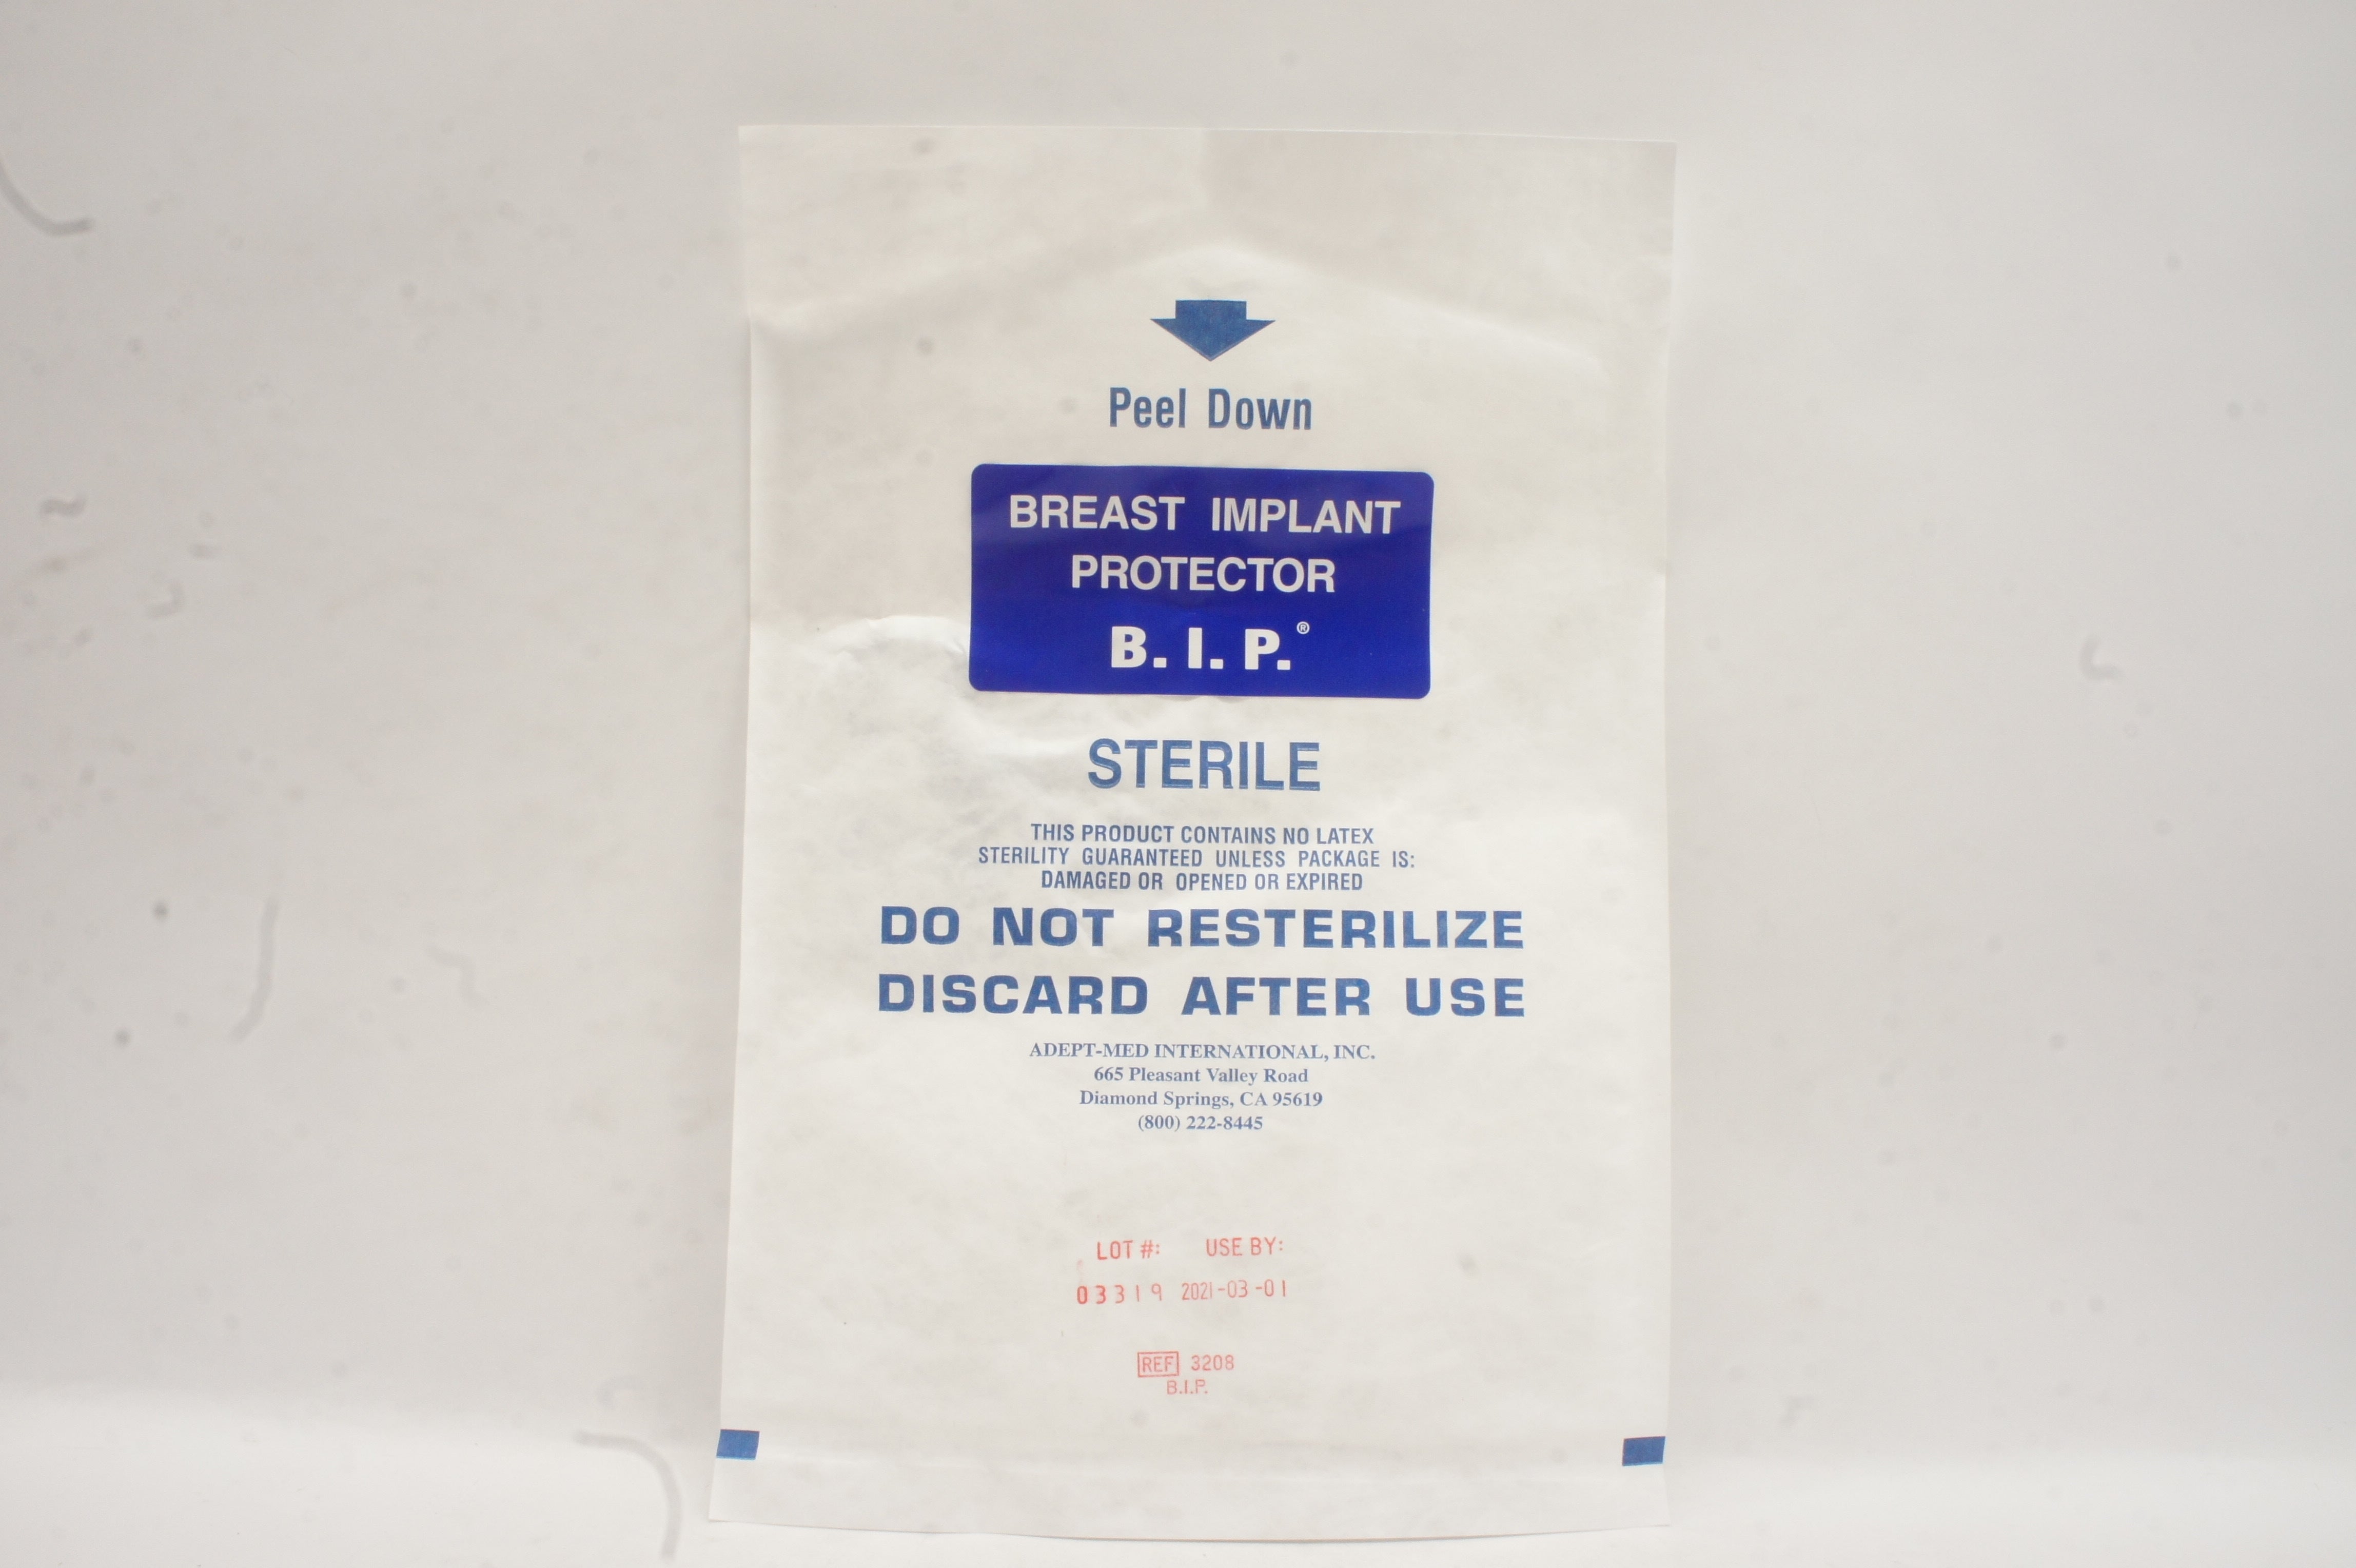 Peel Down
BREAST IMPLANT
PROTECTOR
B. I. P.®
STERILE
THIS PRODUCT CONTAINS NO LATEX
STERILITY GUARANTEED UNLESS PACKAGE IS:
DAMAGED OR OPENED OR EXPIRED
DO NOT RESTERILIZE
DISCARD AFTER USE
ADEPT-MED INTERNATIONAL, INC.
665 Pleasant Valley Road
Diamond Springs, CA 95619
(800) 222-8445
LOT #: USE BY:
03319 2021-03-01
REF 3208
B.I.P.